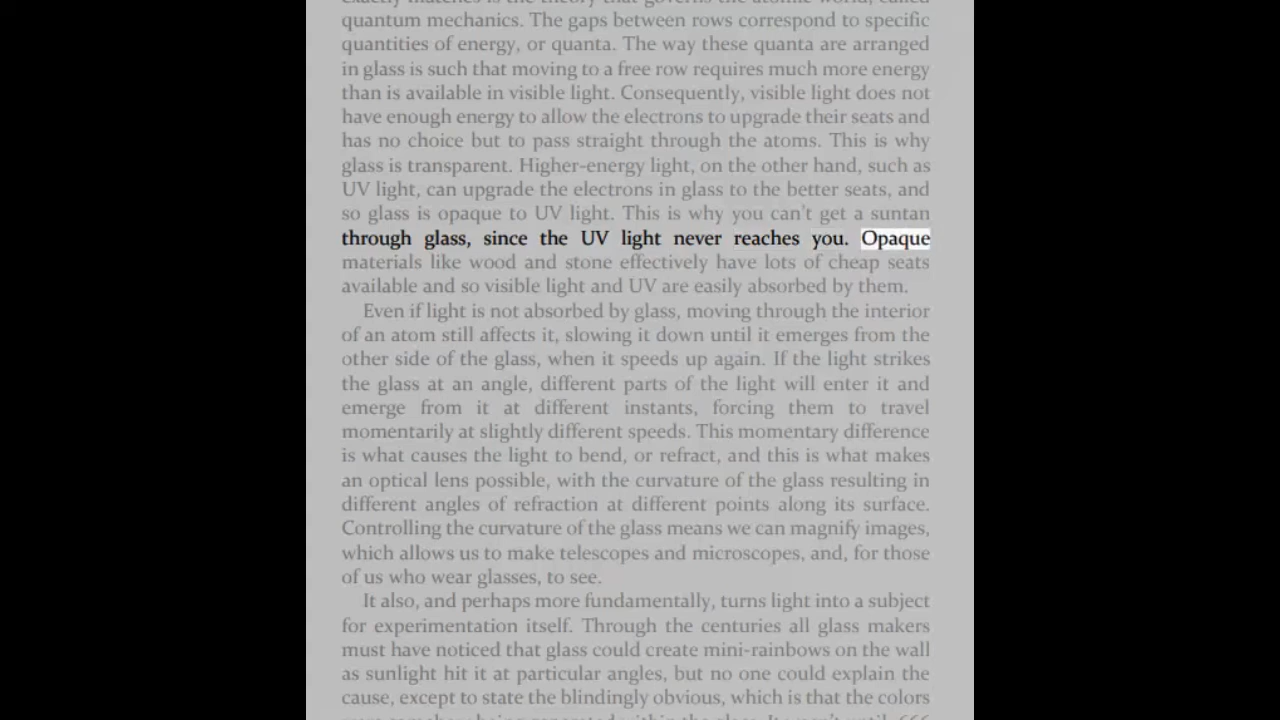 exactly matches is the theory that governs the atomic world, called
quantum mechanics. The gaps between rows correspond to specific
quantities of energy, or quanta. The way these quanta are arranged
in glass is such that moving to a free row requires much more energy
than is available in visible light. Consequently, visible light does not
have enough energy to allow the electrons to upgrade their seats and
has no choice but to pass straight through the atoms. This is why
glass is transparent. Higher-energy light, on the other hand, such as
UV light, can upgrade the electrons in glass to the better seats, and
so glass is opaque to UV light. This is why you can’t get a suntan
through glass, since the UV light never reaches you. Opaque
materials like wood and stone effectively have lots of cheap seats
available and so visible light and UV are easily absorbed by them.
Even if light is not absorbed by glass, moving through the interior
of an atom still affects it, slowing it down until it emerges from the
other side of the glass, when it speeds up again. If the light strikes
the glass at an angle, different parts of the light will enter it and
emerge from it at different instants, forcing them to travel
momentarily at slightly different speeds. This momentary difference
is what causes the light to bend, or refract, and this is what makes
an optical lens possible, with the curvature of the glass resulting in
different angles of refraction at different points along its surface.
Controlling the curvature of the glass means we can magnify images,
which allows us to make telescopes and microscopes, and, for those
of us who wear glasses, to see.
It also, and perhaps more fundamentally, turns light into a subject
for experimentation itself. Through the centuries all glass makers
must have noticed that glass could create mini-rainbows on the wall
as sunlight hit it at particular angles, but no one could explain the
cause, except to state the blindingly obvious, which is that the colors